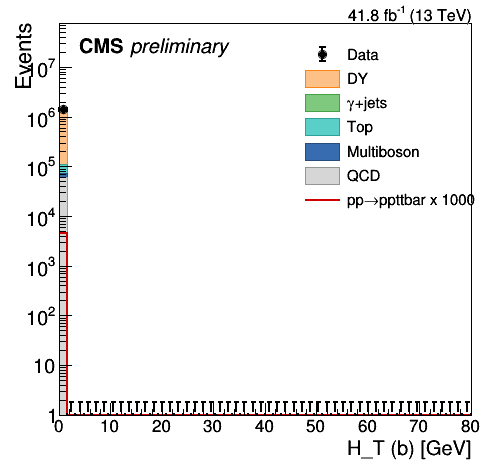 41.8 fb⁻¹ (13 TeV)
CMS preliminary
Events
Data
DY
γ+jets
Top
Multiboson
QCD
pp→ppttbar x 1000
10⁷
10⁶
10⁵
10⁴
10³
10²
10
1
0 10 20 30 40 50 60 70 80
H_T (b) [GeV]